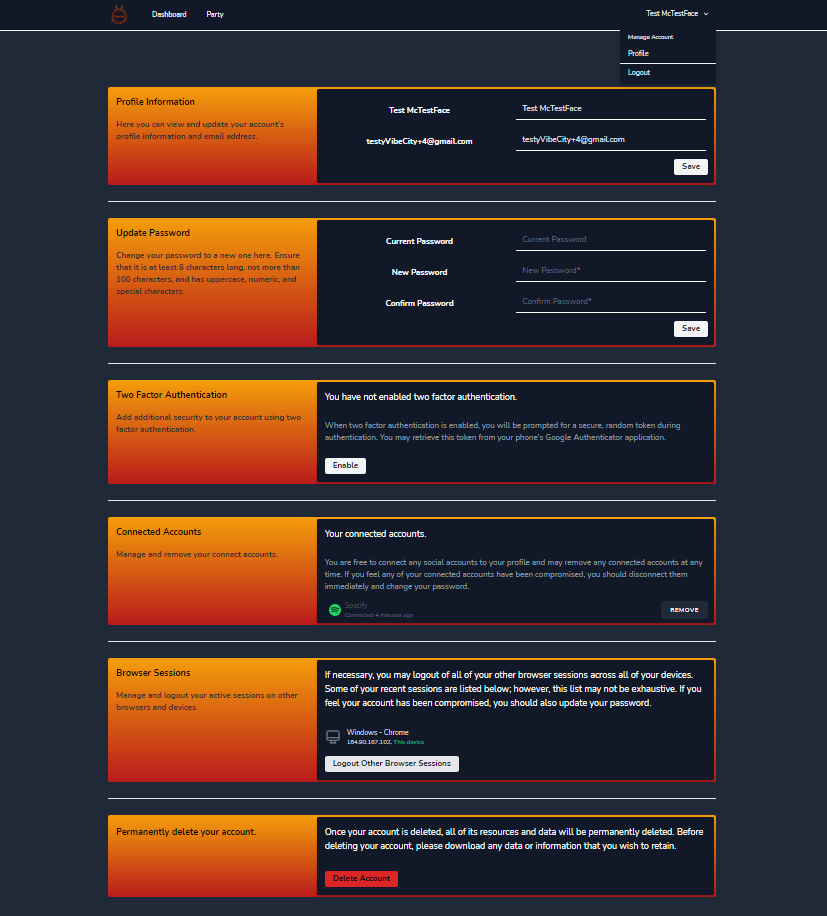 Dashboard
Party
Test McTestFace
Manage Account
Profile
Logout
Profile Information
Here you can view and update your account's
profile information and email address.
Test McTestFace
Test McTestFace
testyVibeCity+4@gmail.com
testyVibeCity+4@gmail.com
Save
Update Password
Change your password to a new one here. Ensure
that it is at least 8 characters long, not more than
100 characters, and has uppercase, numeric, and
special characters.
Current Password
Current Password
New Password
New Password*
Confirm Password
Confirm Password*
Save
Two Factor Authentication
Add additional security to your account using two
factor authentication.
You have not enabled two factor authentication.
When two factor authentication is enabled, you will be prompted for a secure, random token during
authentication. You may retrieve this token from your phone's Google Authenticator application.
Enable
Connected Accounts
Manage and remove your connect accounts.
Your connected accounts.
You are free to connect any social accounts to your profile and may remove any connected accounts at any
time. If you feel any of your connected accounts have been compromised, you should disconnect them
immediately and change your password.
Spotify
Connected 4 minutes ago
REMOVE
Browser Sessions
Manage and logout your active sessions on other
browsers and devices.
If necessary, you may logout of all of your other browser sessions across all of your devices.
Some of your recent sessions are listed below; however, this list may not be exhaustive. If you
feel your account has been compromised, you should also update your password.
Windows - Chrome
184.90.167.102, This device
Logout Other Browser Sessions
Permanently delete your account.
Once your account is deleted, all of its resources and data will be permanently deleted. Before
deleting your account, please download any data or information that you wish to retain.
Delete Account